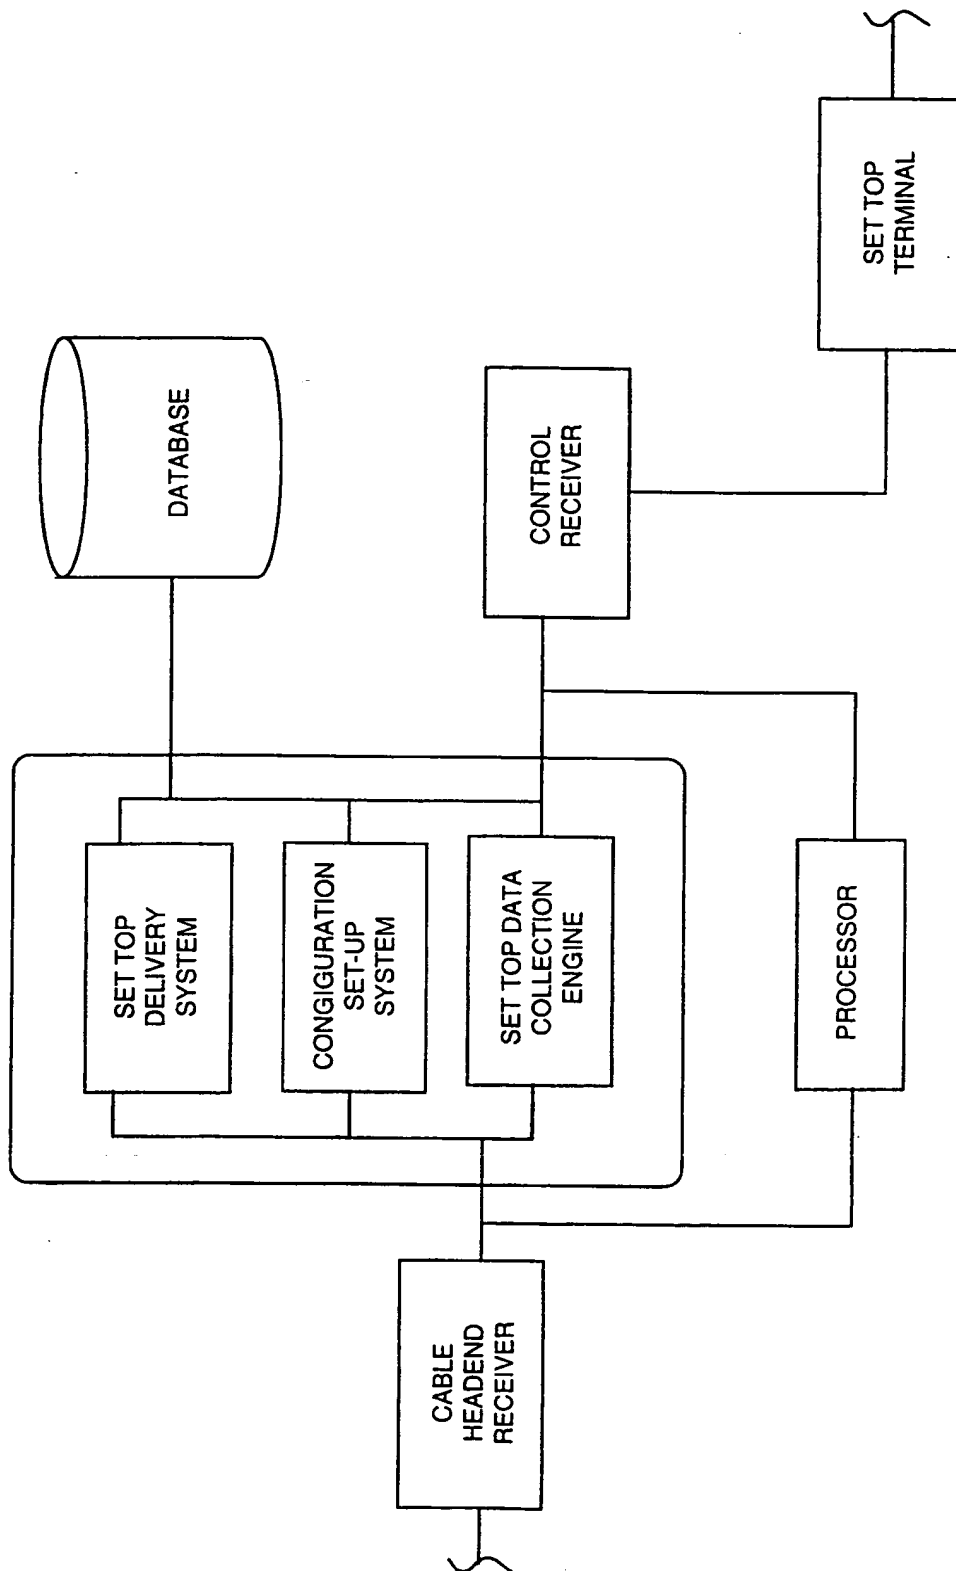 DATABASE
SET TOP
DELIVERY
SYSTEM
CONGIGURATION
SET-UP
SYSTEM
SET TOP DATA
COLLECTION
ENGINE
CABLE
HEADEND
RECEIVER
CONTROL
RECEIVER
PROCESSOR
SET TOP
TERMINAL